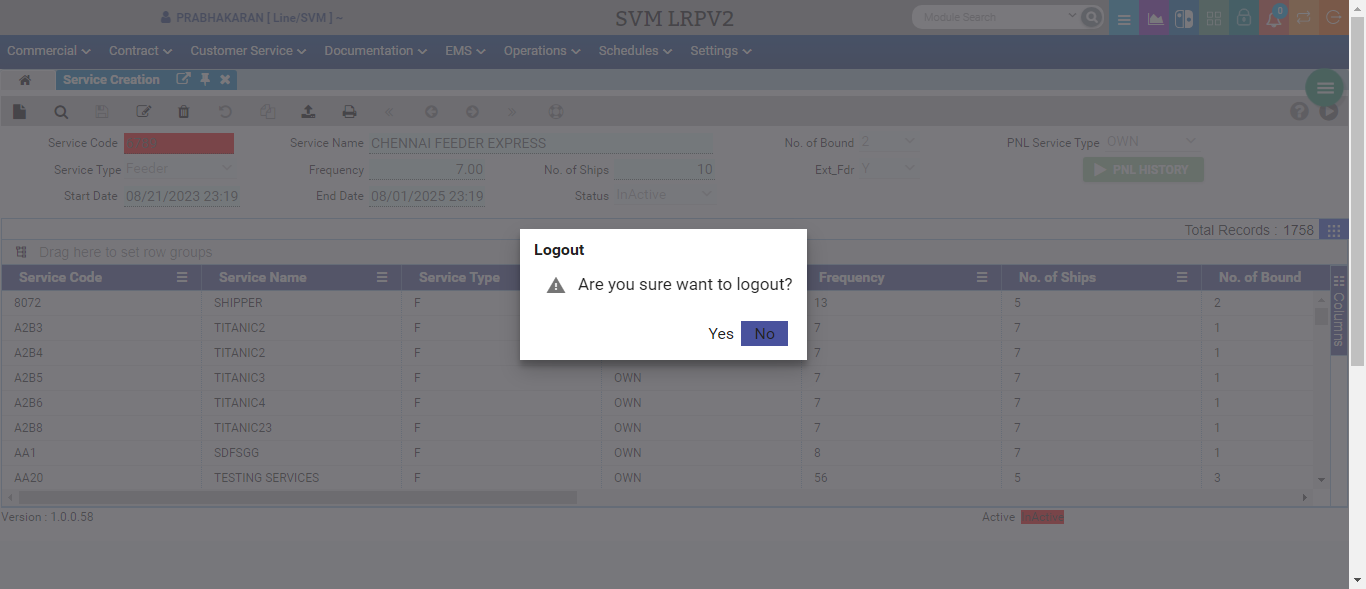 PRABHAKARAN [ Line/SVM ] ~
SVM LRPV2
Module Search
0
Commercial Contract Customer Service Documentation EMS Operations Schedules Settings
Service Creation
Service Code
Service Name CHENNAI FEEDER EXPRESS
No. of Bound 2
PNL Service Type OWN
Service Type Feeder
Frequency 7.00
No. of Ships 10
Ext_Fdr Y
PNL HISTORY
Start Date 08/21/2023 23:19
End Date 08/01/2025 23:19
Status InActive
Total Records : 1758
Drag here to set row groups
Service Code Service Name Service Type Frequency No. of Ships No. of Bound
8072 SHIPPER F 13 5 2
A2B3 TITANIC2 F 7 7 1
A2B4 TITANIC2 F 7 7 1
A2B5 TITANIC3 F OWN 7 7 1
A2B6 TITANIC4 F OWN 7 7 1
A2B8 TITANIC23 F OWN 7 7 1
AA1 SDFSGG F OWN 8 7 1
AA20 TESTING SERVICES F OWN 56 5 3
Columns
Logout
Are you sure want to logout?
Yes No
Version : 1.0.0.58
Active InActive